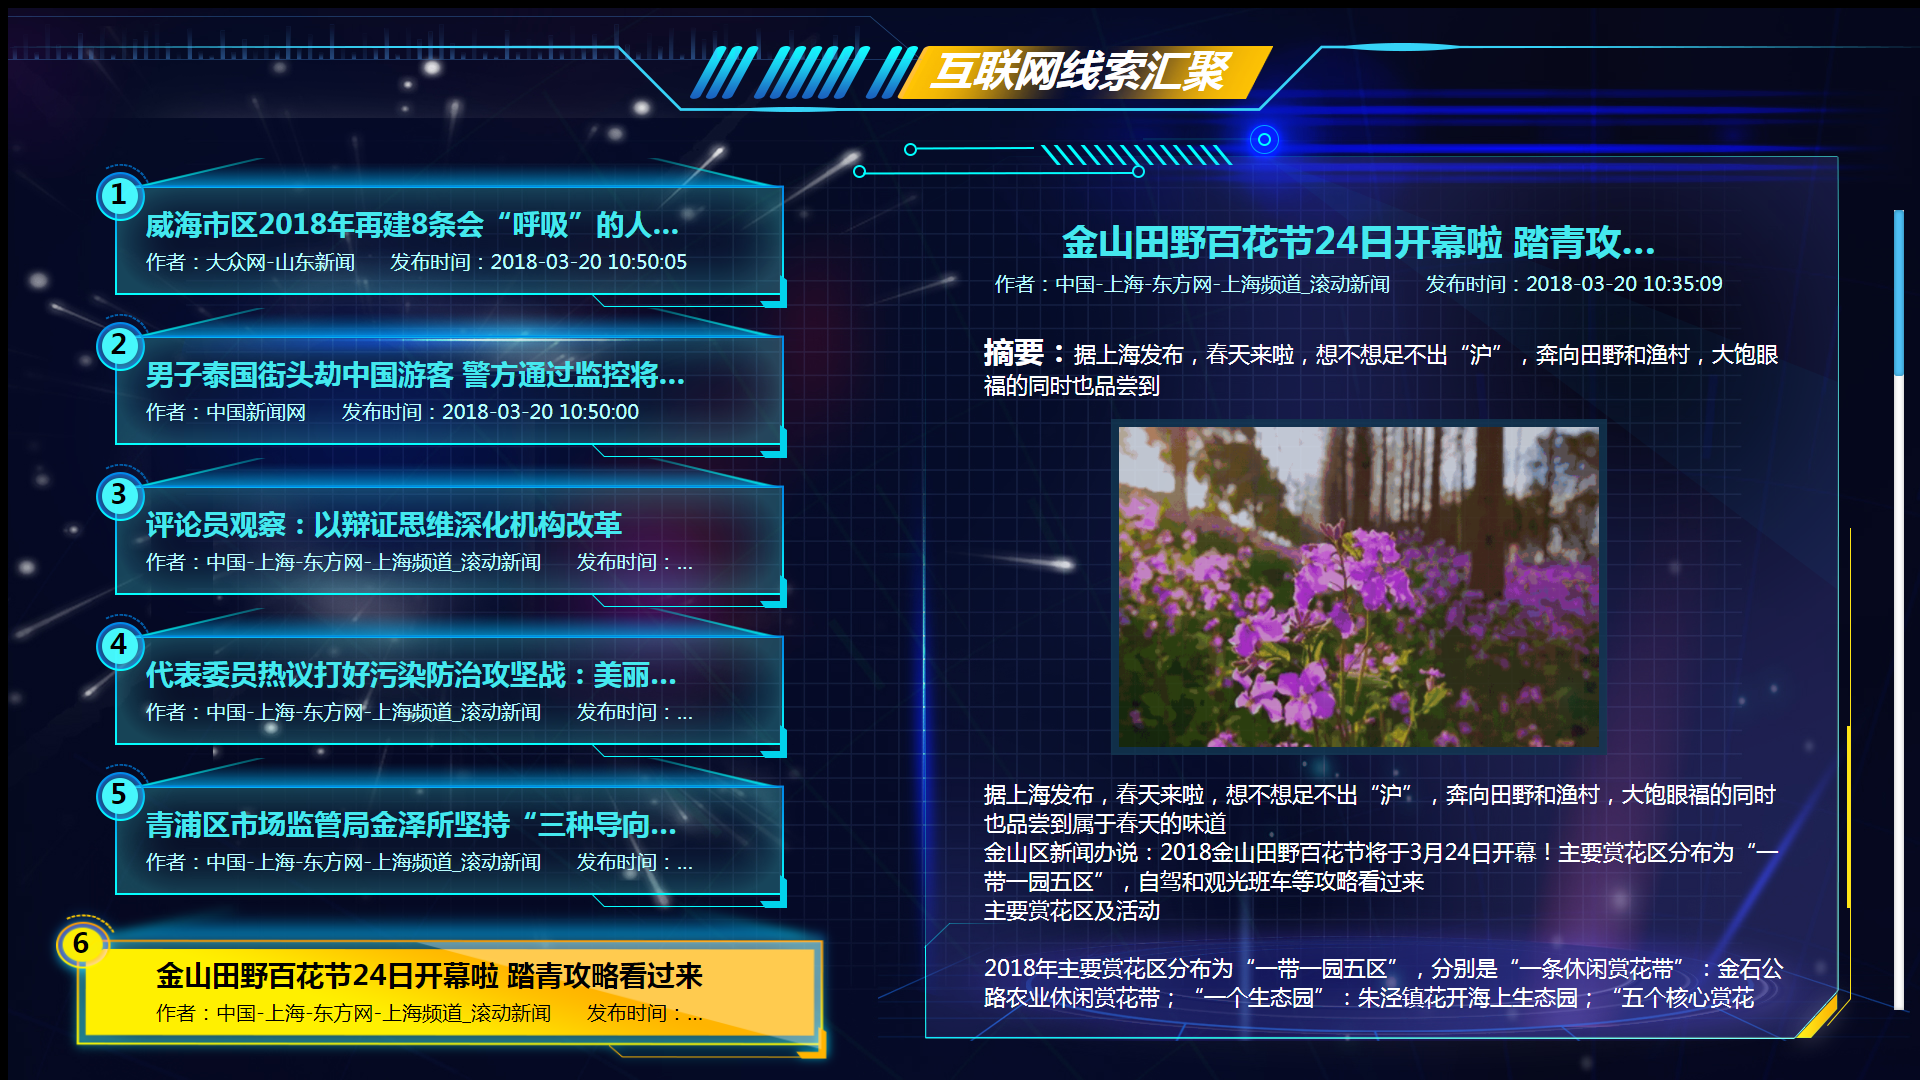 互联网线索汇聚
1
威海市区2018年再建8条会“呼吸”的人...
作者：大众网-山东新闻 发布时间：2018-03-20 10:50:05
2
男子泰国街头劫中国游客 警方通过监控将...
作者：中国新闻网 发布时间：2018-03-20 10:50:00
3
评论员观察：以辩证思维深化机构改革
作者：中国-上海-东方网-上海频道_滚动新闻 发布时间：...
4
代表委员热议打好污染防治攻坚战：美丽...
作者：中国-上海-东方网-上海频道_滚动新闻 发布时间：...
5
青浦区市场监管局金泽所坚持“三种导向...
作者：中国-上海-东方网-上海频道_滚动新闻 发布时间：...
6
金山田野百花节24日开幕啦 踏青攻略看过来
作者：中国-上海-东方网-上海频道_滚动新闻 发布时间：...
金山田野百花节24日开幕啦 踏青攻...
作者：中国-上海-东方网-上海频道_滚动新闻 发布时间：2018-03-20 10:35:09
摘要：据上海发布，春天来啦，想不想足不出“沪”，奔向田野和渔村，大饱眼
福的同时也品尝到
据上海发布，春天来啦，想不想足不出“沪”，奔向田野和渔村，大饱眼福的同时
也品尝到属于春天的味道
金山区新闻办说：2018金山田野百花节将于3月24日开幕！主要赏花区分布为“一
带一园五区”，自驾和观光班车等攻略看过来
主要赏花区及活动
2018年主要赏花区分布为“一带一园五区”，分别是“一条休闲赏花带”：金石公
路农业休闲赏花带；“一个生态园”：朱泾镇花开海上生态园；“五个核心赏花